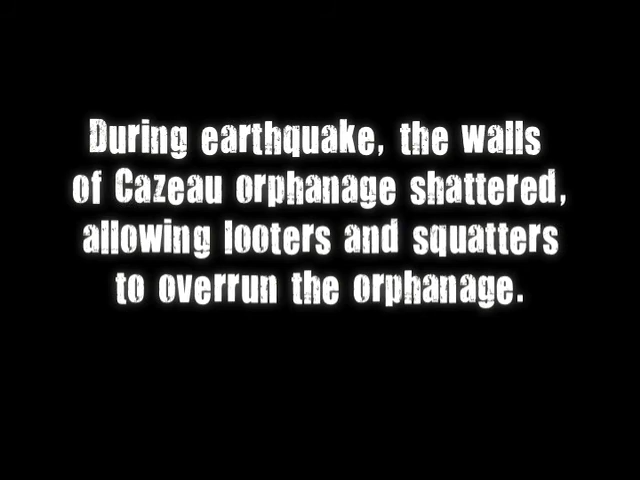 During earthquake, the walls
of Cazeau orphanage shattered,
allowing looters and squatters
to overrun the orphanage.